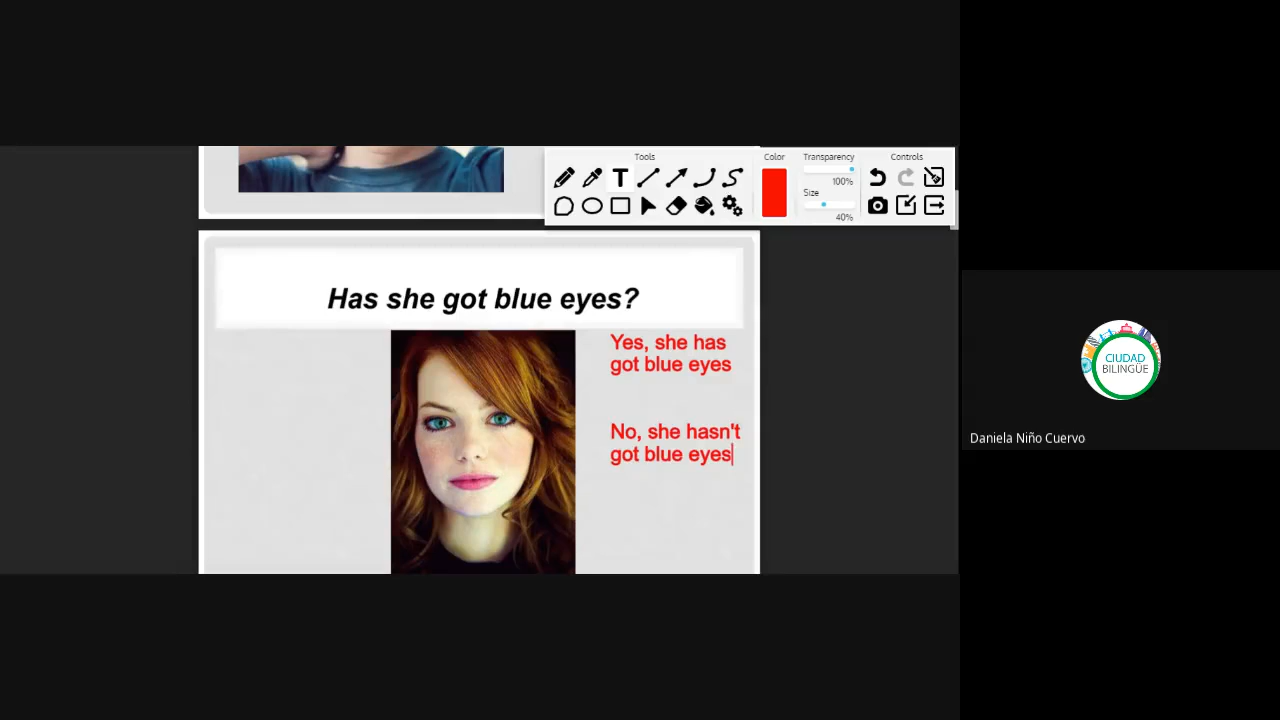 Tools
Color
Transparency
100%
Size
40%
Controls
T
Has she got blue eyes?
Yes, she has
got blue eyes
No, she hasn't
got blue eyes
CIUDAD
BILINGÜE
Daniela Niño Cuervo